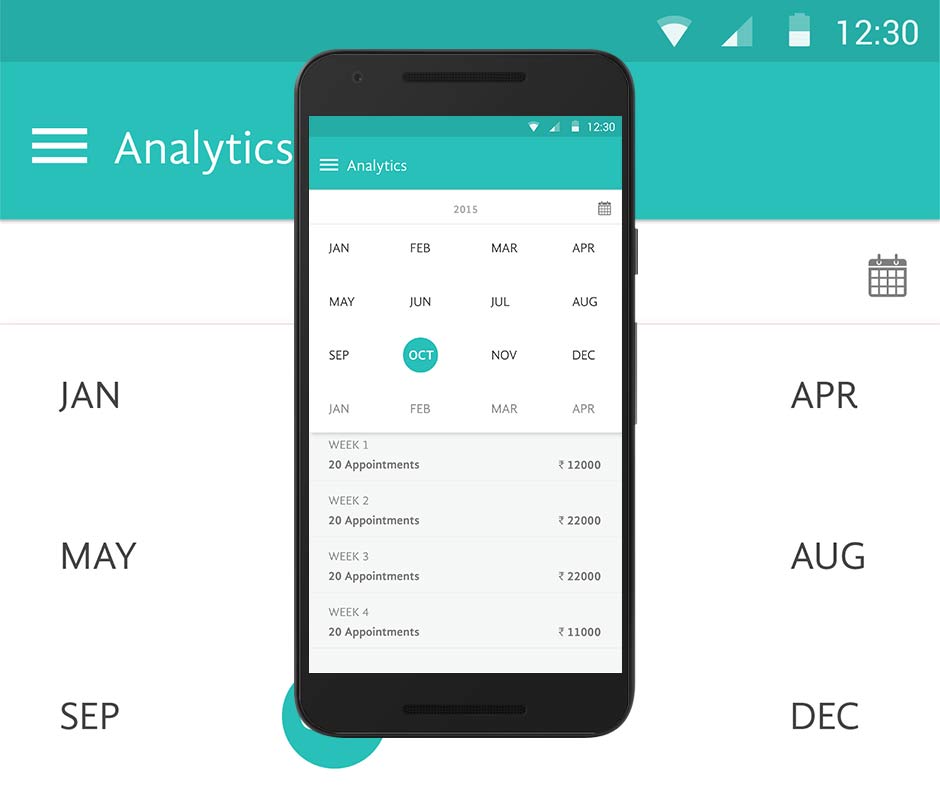 12:30
Analytics
JAN APR
MAY AUG
SEP DEC
12:30
Analytics
2015
JAN FEB MAR APR
MAY JUN JUL AUG
SEP OCT NOV DEC
JAN FEB MAR APR
WEEK 1
20 Appointments ₹ 12000
WEEK 2
20 Appointments ₹ 22000
WEEK 3
20 Appointments ₹ 22000
WEEK 4
20 Appointments ₹ 11000